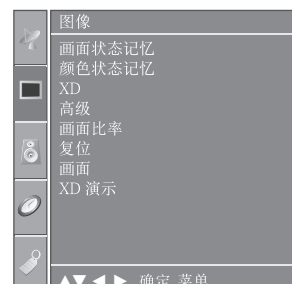 图像
画面状态记忆
颜色状态记忆
XD
高级
画面比率
复位
画面
XD 演示
▲▼◀ ▶ 确定 菜单